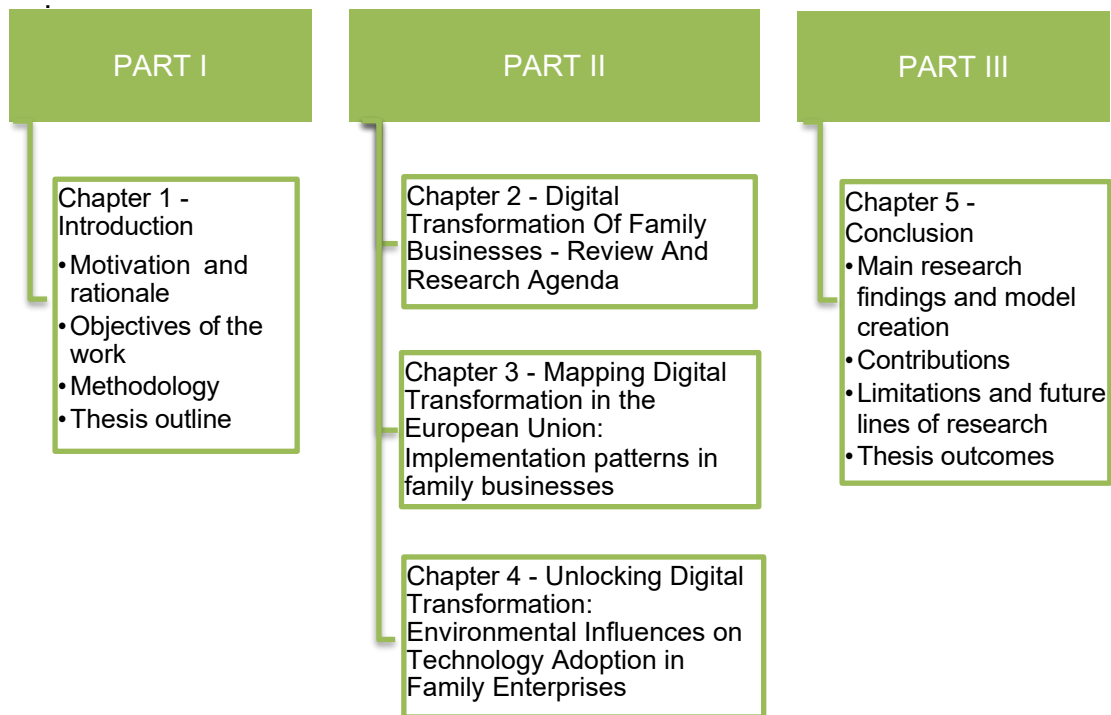 PART I
Chapter 1 -
Introduction
•Motivation and
rationale
•Objectives of the
work
•Methodology
•Thesis outline
PART II
Chapter 2 - Digital
Transformation Of Family
Businesses - Review And
Research Agenda
Chapter 3 - Mapping Digital
Transformation in the
European Union:
Implementation patterns in
family businesses
Chapter 4 - Unlocking Digital
Transformation:
Environmental Influences on
Technology Adoption in
Family Enterprises
PART III
Chapter 5 -
Conclusion
•Main research
findings and model
creation
•Contributions
•Limitations and future
lines of research
•Thesis outcomes